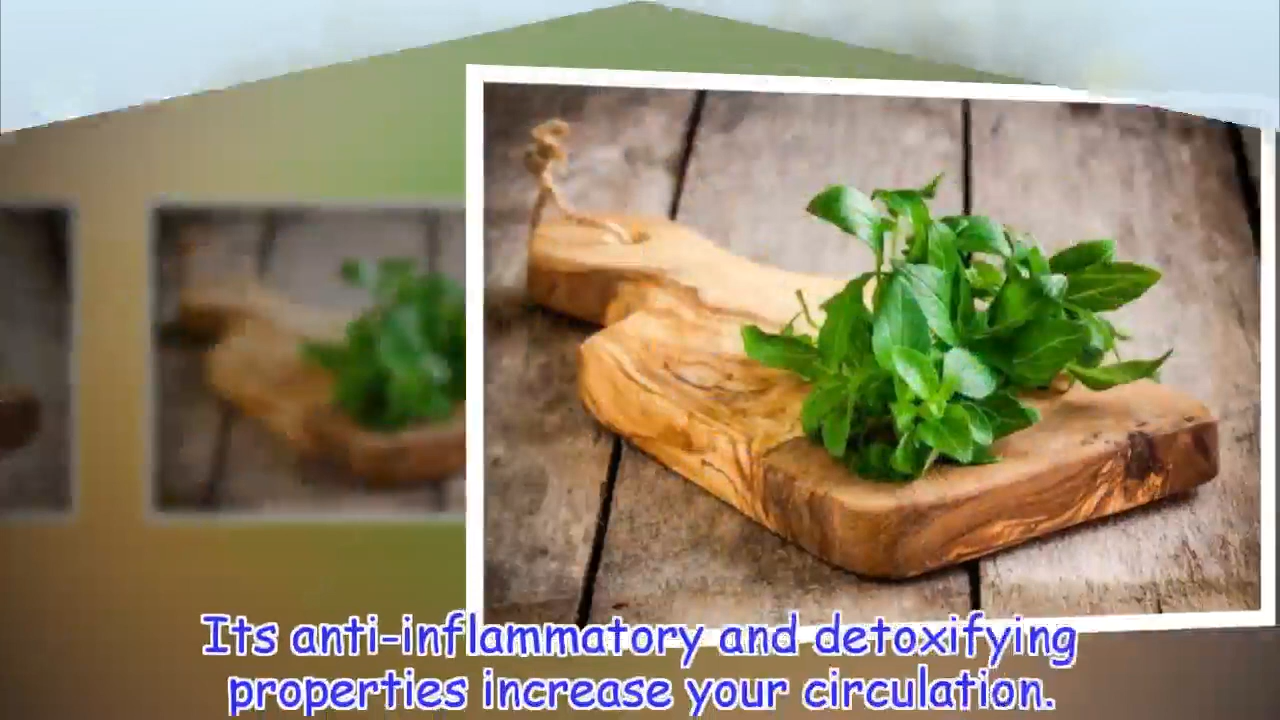 Its anti-inflammatory and detoxifying
properties increase your circulation.